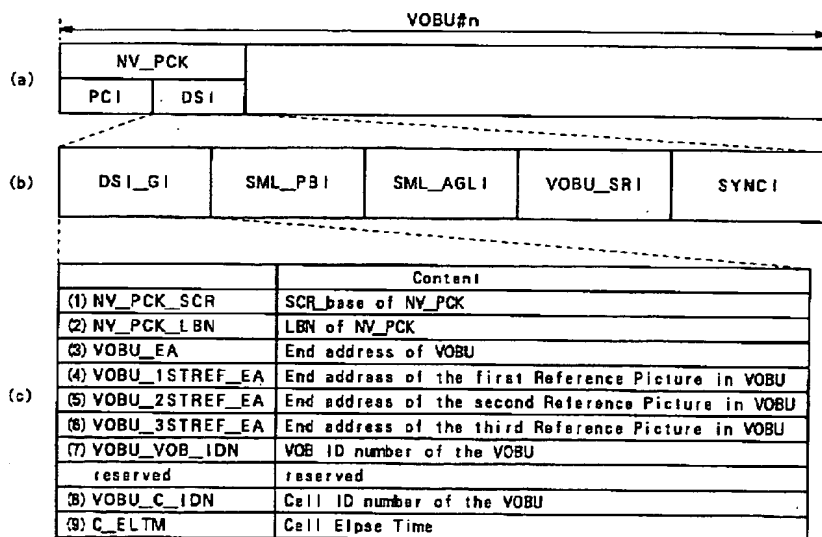 VOBU#n
(a)
NV_PCK
PCI DSI
(b)
DSI_GI SML_PBI SML_AGLI VOBU_SRI SYNCI
(c)
Content
(1) NV_PCK_SCR SCR_base of NV_PCK
(2) NV_PCK_LBN LBN of NV_PCK
(3) VOBU_EA End address of VOBU
(4) VOBU_1STREF_EA End address of the first Reference Picture in VOBU
(5) VOBU_2STREF_EA End address of the second Reference Picture in VOBU
(6) VOBU_3STREF_EA End address of the third Reference Picture in VOBU
(7) VOBU_VOB_IDN VOB ID number of the VOBU
reserved reserved
(8) VOBU_C_IDN Cell ID number of the VOBU
(9) C_ELTM Cell Elpse Time